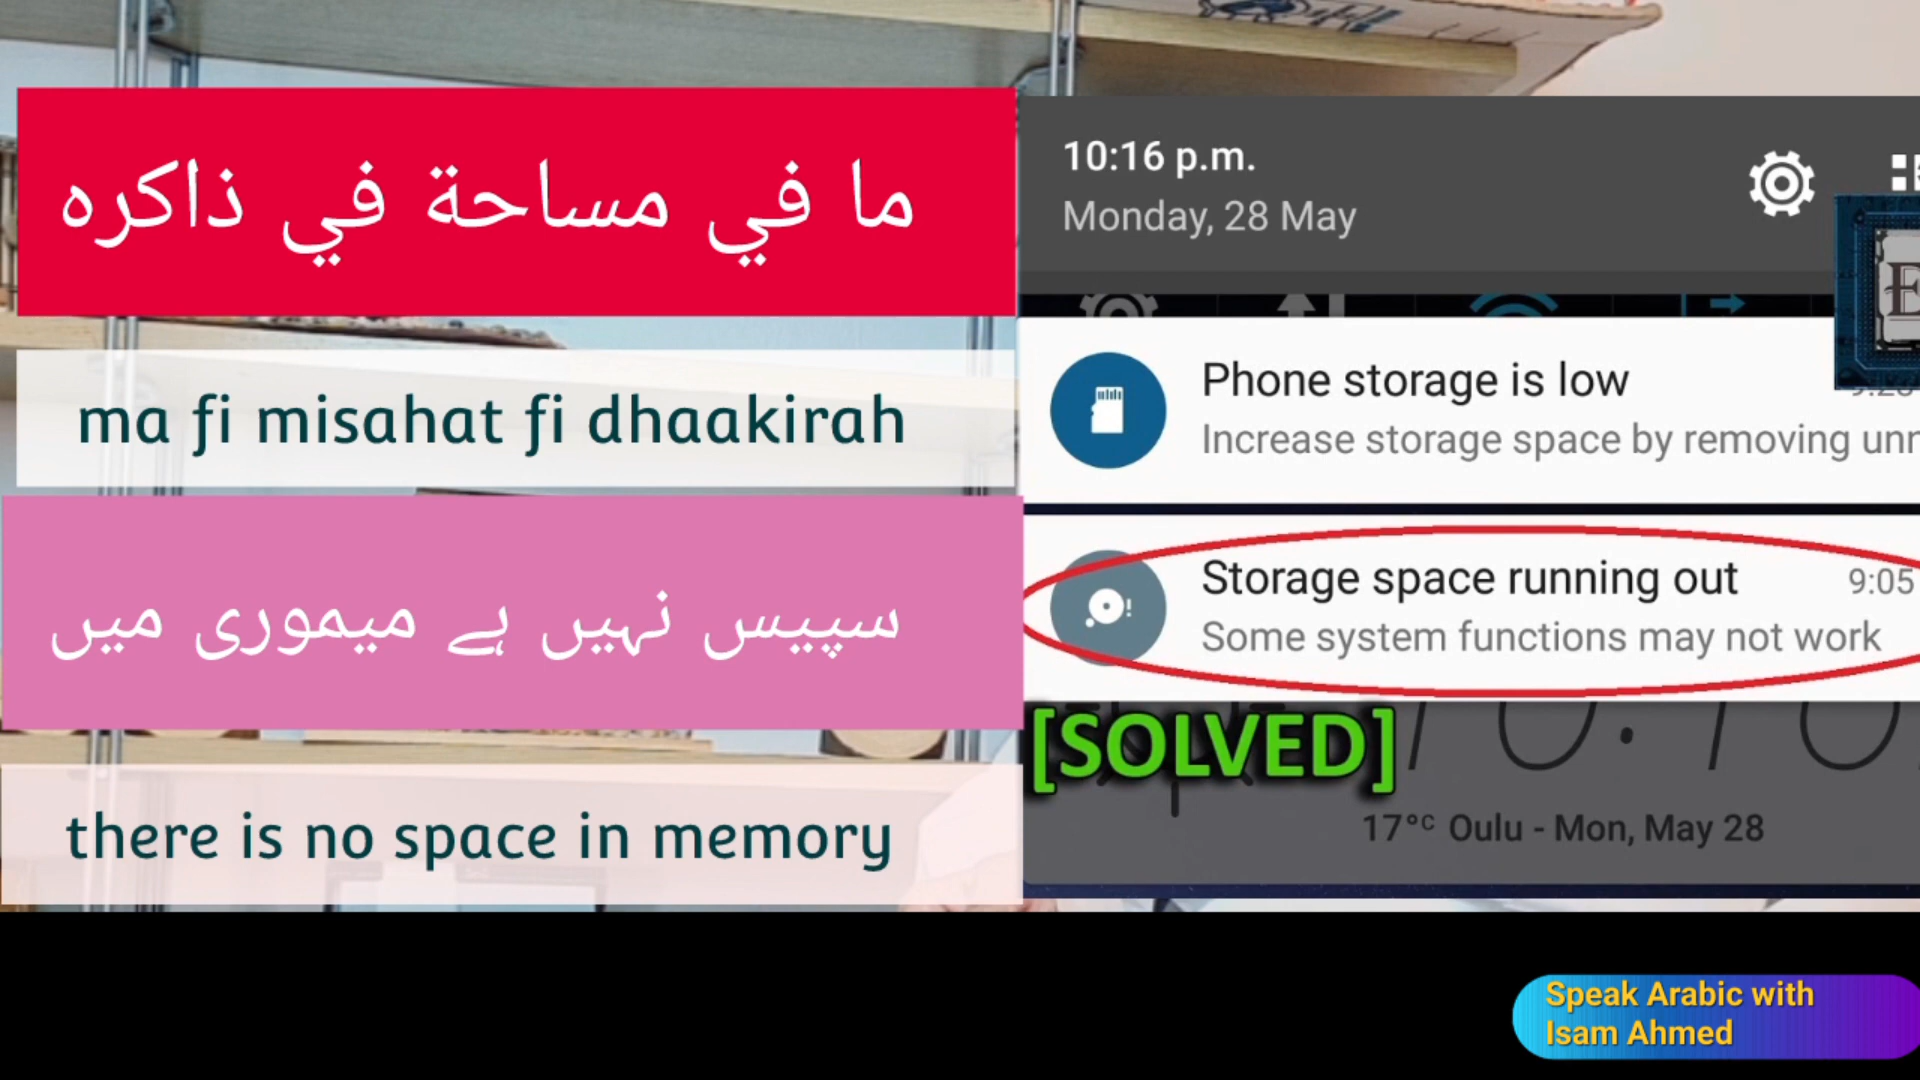 ما في مساحة في ذاكره
ma fi misahat fi dhaakirah
سپیس نہیں ہے میموری میں
there is no space in memory
10:16 p.m.
Monday, 28 May
Phone storage is low
Increase storage space by removing
Storage space running out
9:05
Some system functions may not work
[SOLVED]
17°C Oulu - Mon, May 28
Speak Arabic with
Isam Ahmed